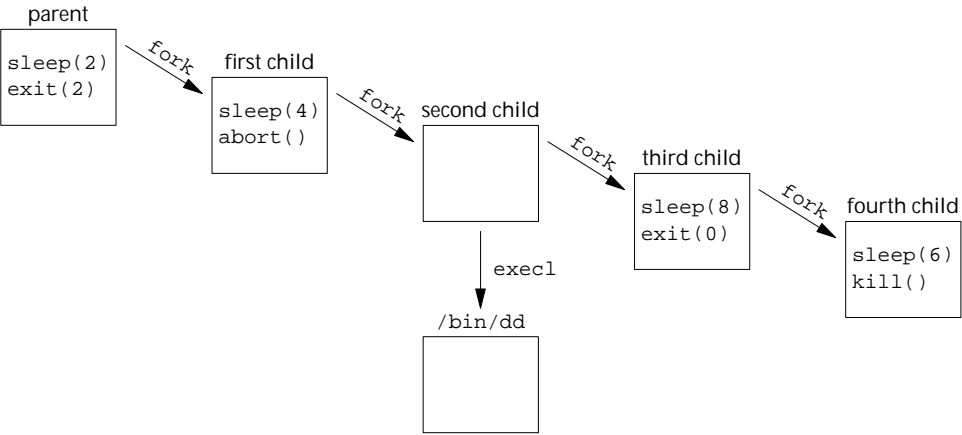 parent
sleep(2)
exit(2)
fork
first child
sleep(4)
abort()
fork
second child
fork
third child
sleep(8)
exit(0)
fork
fourth child
sleep(6)
kill()
execl
/bin/dd